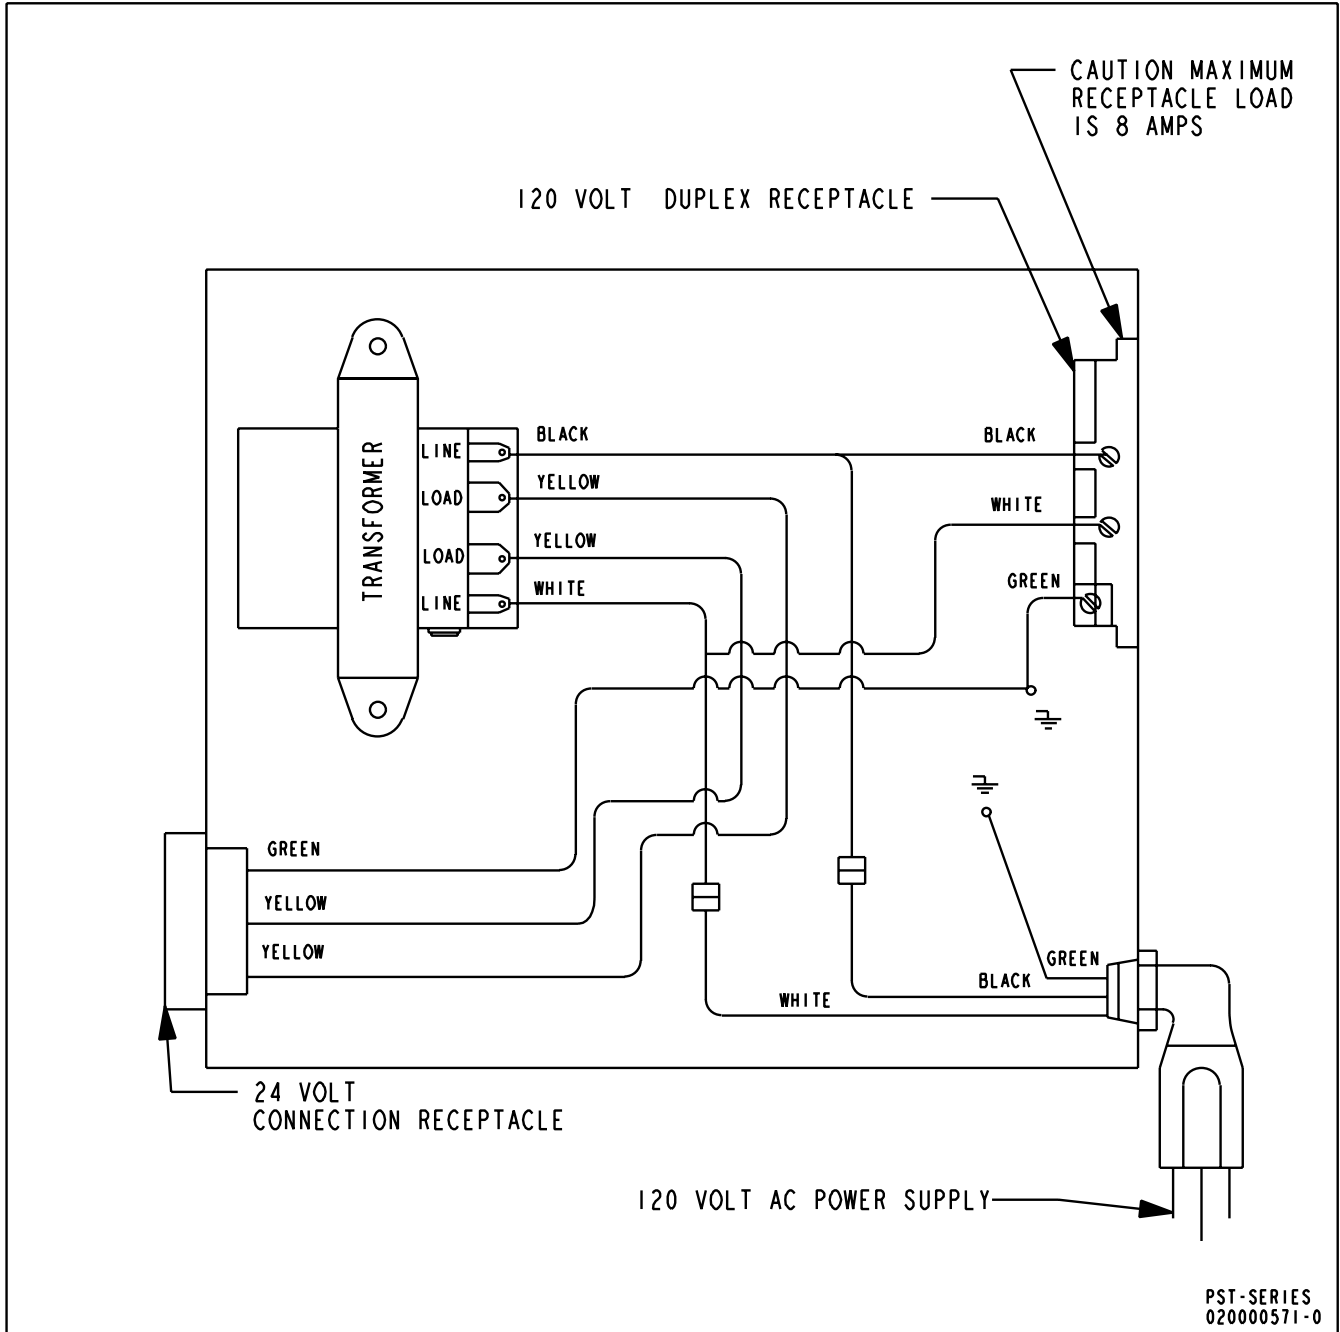 CAUTION MAXIMUM
RECEPTACLE LOAD
IS 8 AMPS
120 VOLT DUPLEX RECEPTACLE
TRANSFORMER
LINE
BLACK
BLACK
LOAD
YELLOW
WHITE
LOAD
YELLOW
LINE
WHITE
GREEN
GREEN
YELLOW
YELLOW
GREEN
BLACK
WHITE
24 VOLT
CONNECTION RECEPTACLE
120 VOLT AC POWER SUPPLY
PST-SERIES
020000571-0